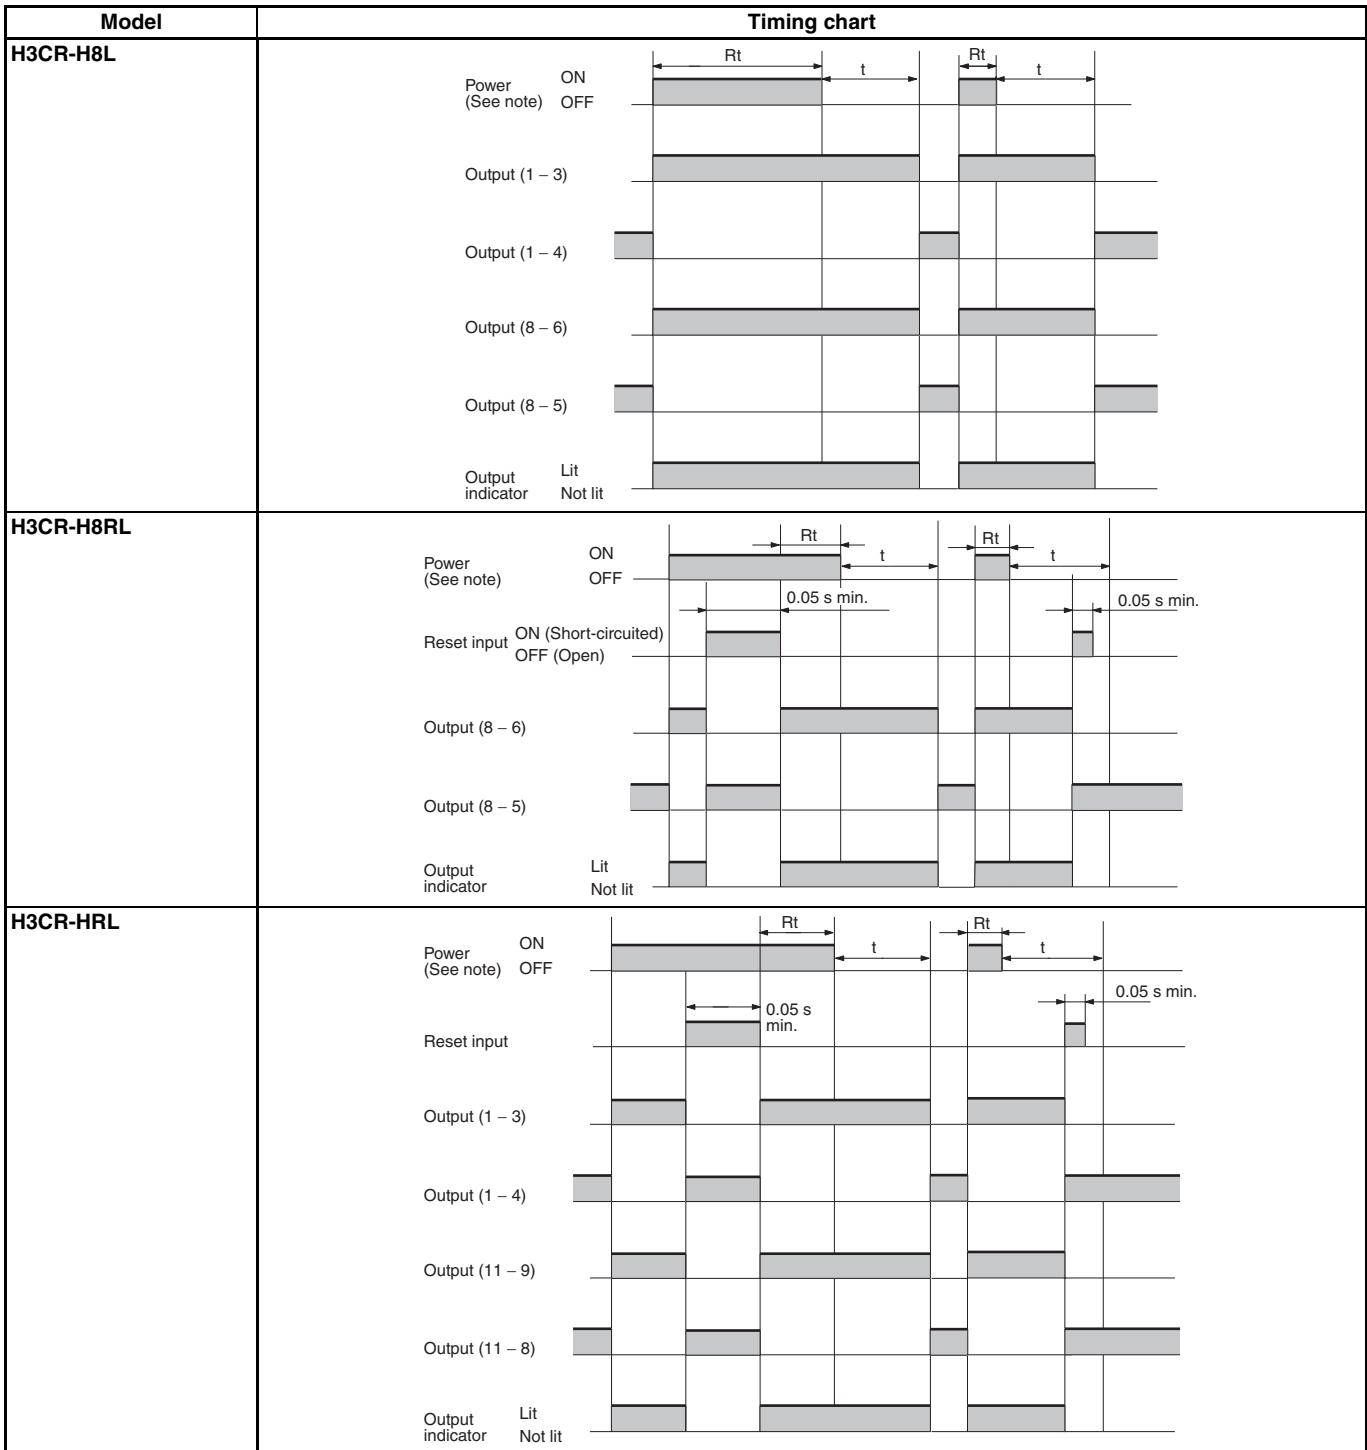 Model Timing chart
H3CR-H8L
Rt t Rt t
Power ON
(See note) OFF
Output (1 – 3)
Output (1 – 4)
Output (8 – 6)
Output (8 – 5)
Output Lit
indicator Not lit
H3CR-H8RL
Rt t Rt t
Power ON
(See note) OFF
0.05 s min. 0.05 s min.
Reset input ON (Short-circuited)
OFF (Open)
Output (8 – 6)
Output (8 – 5)
Output Lit
indicator Not lit
H3CR-HRL
Rt t Rt t
Power ON
(See note) OFF
0.05 s min.
0.05 s
min.
Reset input
Output (1 – 3)
Output (1 – 4)
Output (11 – 9)
Output (11 – 8)
Output Lit
indicator Not lit